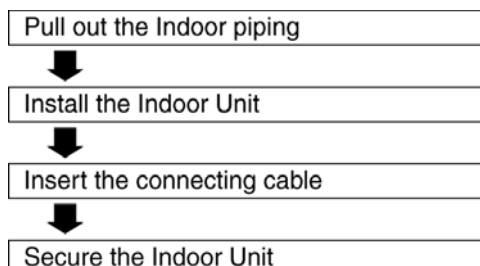 Pull out the Indoor piping
Install the Indoor Unit
Insert the connecting cable
Secure the Indoor Unit